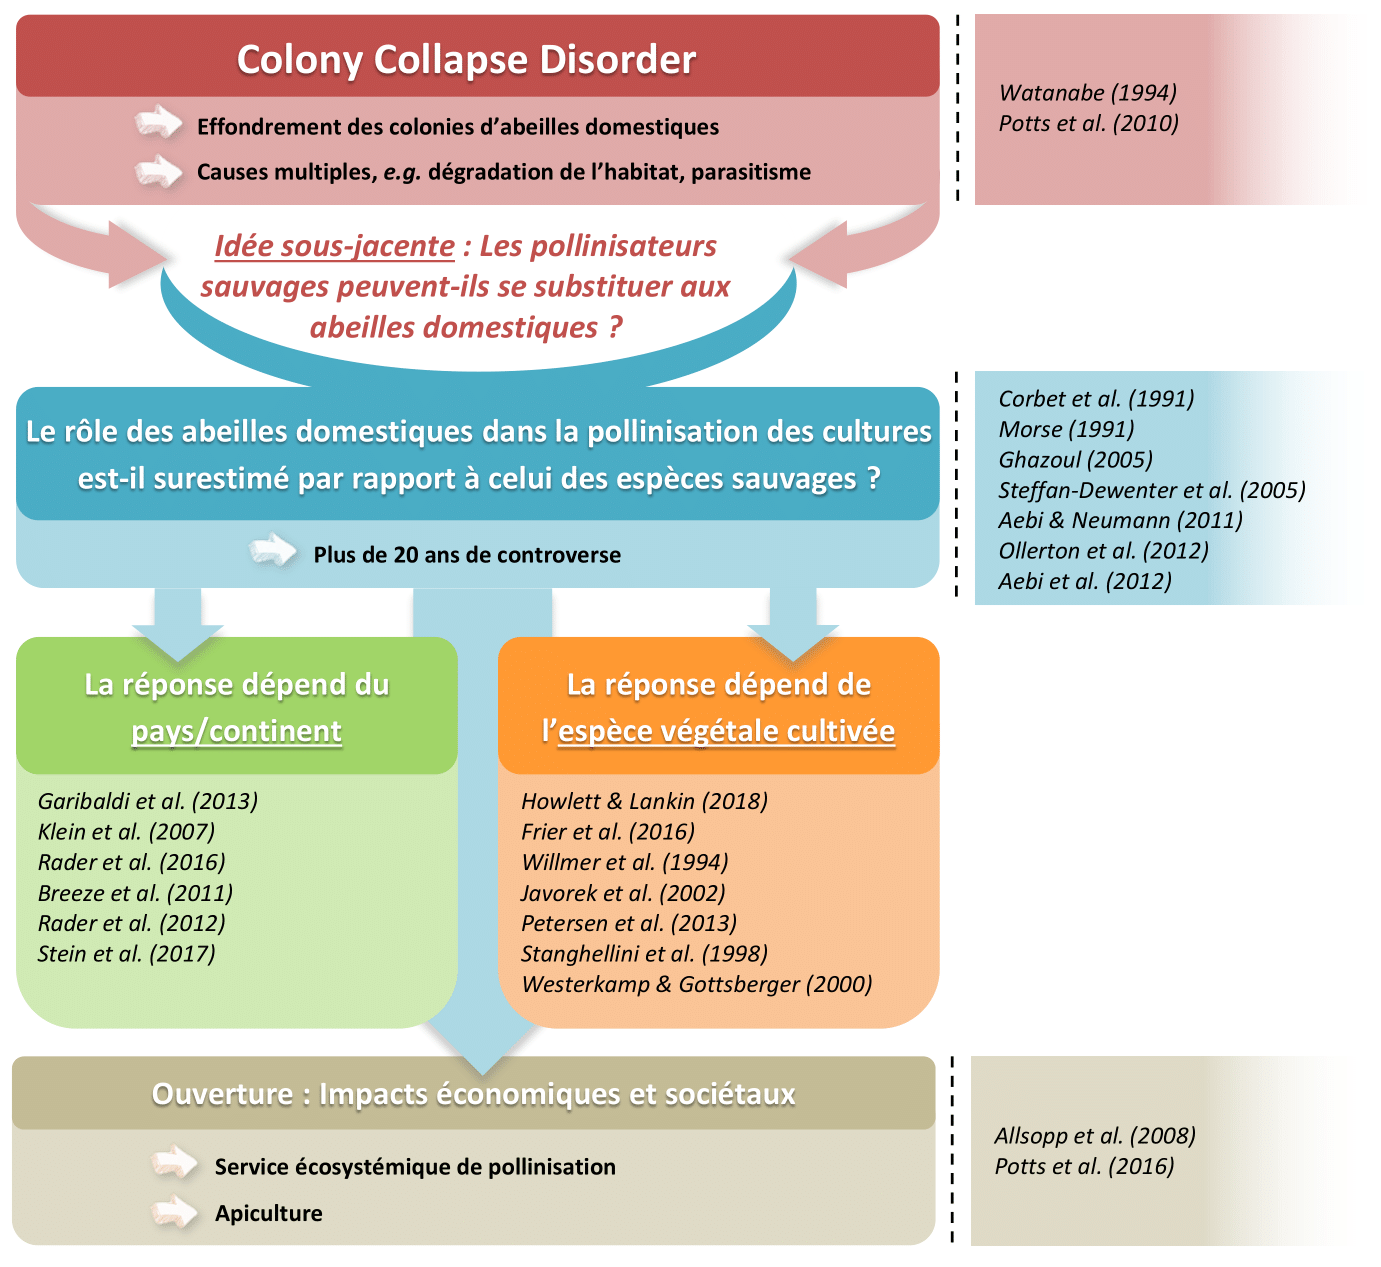 Colony Collapse Disorder
Effondrement des colonies d’abeilles domestiques
Causes multiples, e.g. dégradation de l’habitat, parasitisme
Watanabe (1994)
Potts et al. (2010)
Idée sous-jacente : Les pollinisateurs
sauvages peuvent-ils se substituer aux
abeilles domestiques ?
Le rôle des abeilles domestiques dans la pollinisation des cultures
est-il surestimé par rapport à celui des espèces sauvages ?
Plus de 20 ans de controverse
Corbet et al. (1991)
Morse (1991)
Ghazoul (2005)
Steffan-Dewenter et al. (2005)
Aebi & Neumann (2011)
Ollerton et al. (2012)
Aebi et al. (2012)
La réponse dépend du
pays/continent
Garibaldi et al. (2013)
Klein et al. (2007)
Rader et al. (2016)
Breeze et al. (2011)
Rader et al. (2012)
Stein et al. (2017)
La réponse dépend de
l’espèce végétale cultivée
Howlett & Lankin (2018)
Frier et al. (2016)
Willmer et al. (1994)
Javorek et al. (2002)
Petersen et al. (2013)
Stanghellini et al. (1998)
Westerkamp & Gottsberger (2000)
Ouverture : Impacts économiques et sociétaux
Service écosystémique de pollinisation
Apiculture
Allsopp et al. (2008)
Potts et al. (2016)